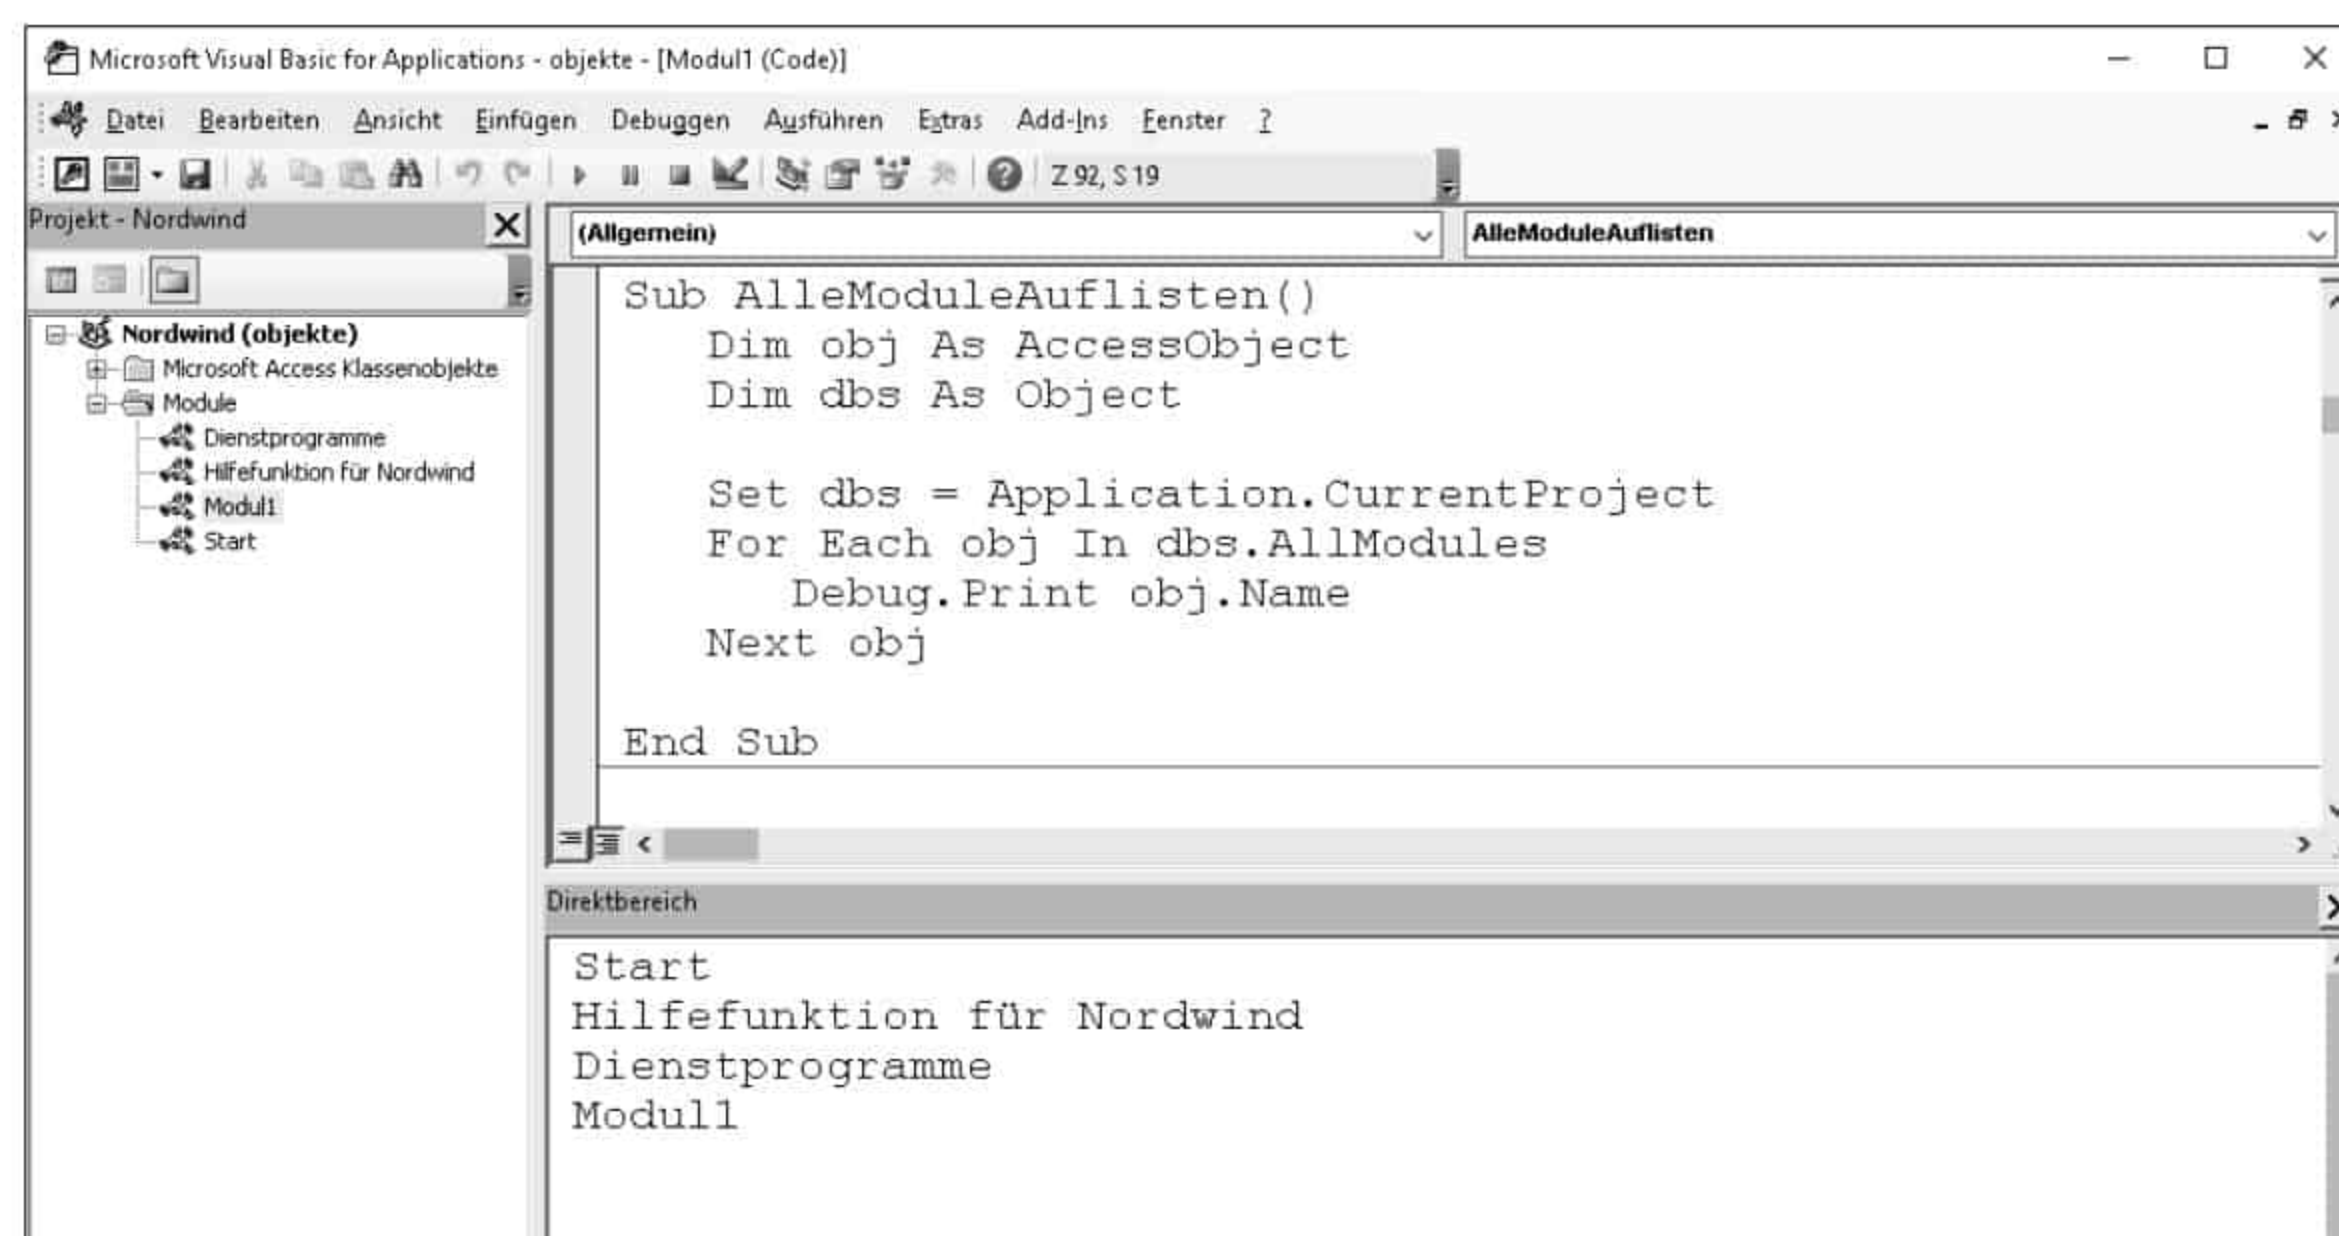 Microsoft Visual Basic for Applications - objekte - [Modul1 (Code)]
Datei Bearbeiten Ansicht Einfügen Debuggen Ausführen Extras Add-Ins Fenster ?
Z 92, S 19
Projekt - Nordwind
(Allgemein)
AlleModuleAuflisten
Nordwind (objekte)
Microsoft Access Klassenobjekte
Module
Dienstprogramme
Hilfefunktion für Nordwind
Modul1
Start
Sub AlleModuleAuflisten()
Dim obj As AccessObject
Dim dbs As Object
Set dbs = Application.CurrentProject
For Each obj In dbs.AllModules
Debug.Print obj.Name
Next obj
End Sub
Direktbereich
Start
Hilfefunktion für Nordwind
Dienstprogramme
Modul1